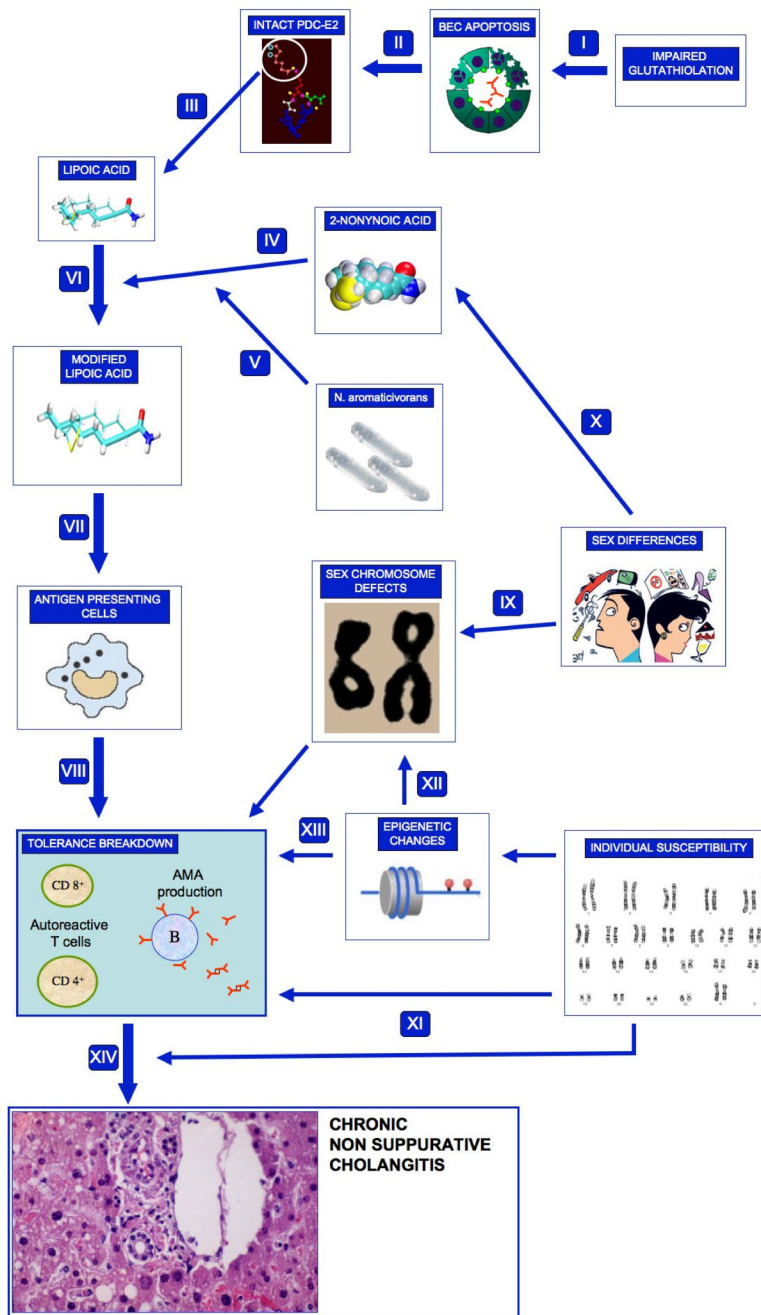 INTACT PDC-E2
BEC APOPTOSIS
IMPAIRED
GLUTATHIOLATION
I
II
III
LIPOIC ACID
2-NONYNOIC ACID
IV
VI
V
MODIFIED
LIPOIC ACID
N. aromaticivorans
X
VII
SEX DIFFERENCES
SEX CHROMOSOME
DEFECTS
IX
ANTIGEN PRESENTING
CELLS
VIII
XII
XIII
EPIGENETIC
CHANGES
INDIVIDUAL SUSCEPTIBILITY
TOLERANCE BREAKDOWN
CD 8+
AMA
production
Autoreactive
T cells
B
CD 4+
XI
XIV
CHRONIC
NON SUPPURATIVE
CHOLANGITIS